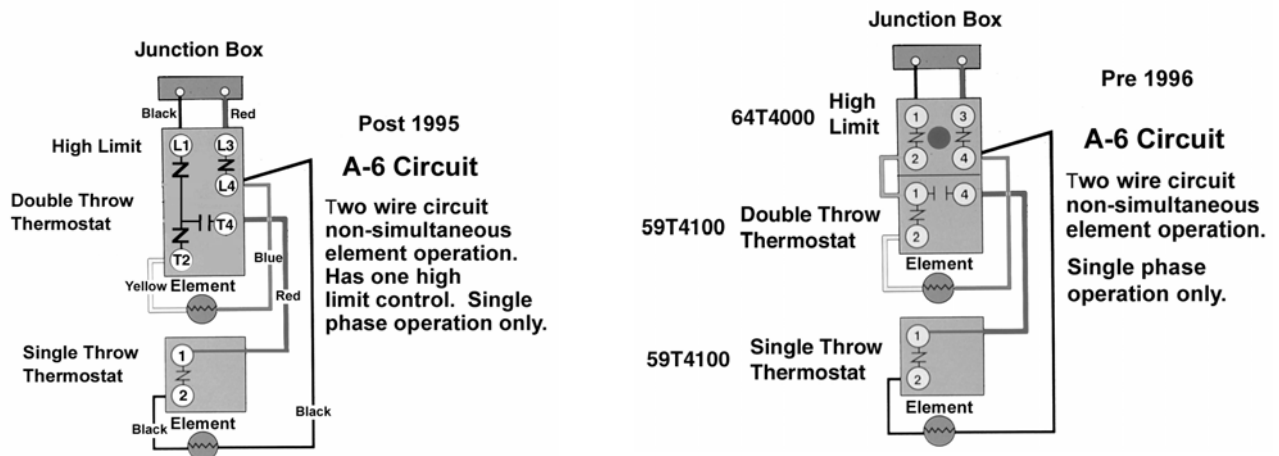 Junction Box
Black
Red
High Limit
L1
L3
L4
Double Throw
Thermostat
T4
T2
Blue
Yellow
Element
Red
Single Throw
Thermostat
1
2
Black
Element
Black
Post 1995
A-6 Circuit
Two wire circuit
non-simultaneous
element operation.
Has one high
limit control. Single
phase operation only.
Junction Box
64T4000
High
Limit
1
3
2
4
59T4100
Double Throw
Thermostat
1
4
2
Element
59T4100
Single Throw
Thermostat
1
2
Element
Pre 1996
A-6 Circuit
Two wire circuit
non-simultaneous
element operation.
Single phase
operation only.